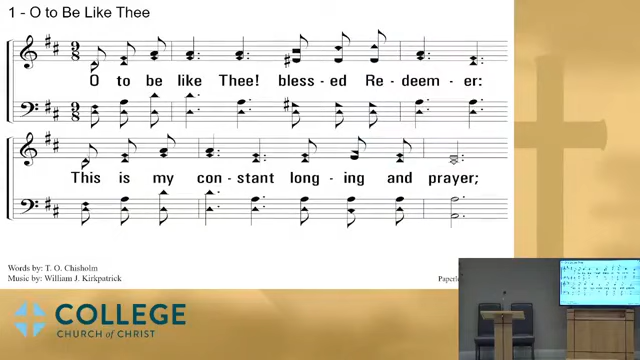 1 - O to Be Like Thee
O to be like Thee! bless - ed Re - deem - er:
This is my con - stant long - ing and prayer;
Words by: T. O. Chisholm
Music by: William J. Kirkpatrick
COLLEGE
CHURCH of CHRIST